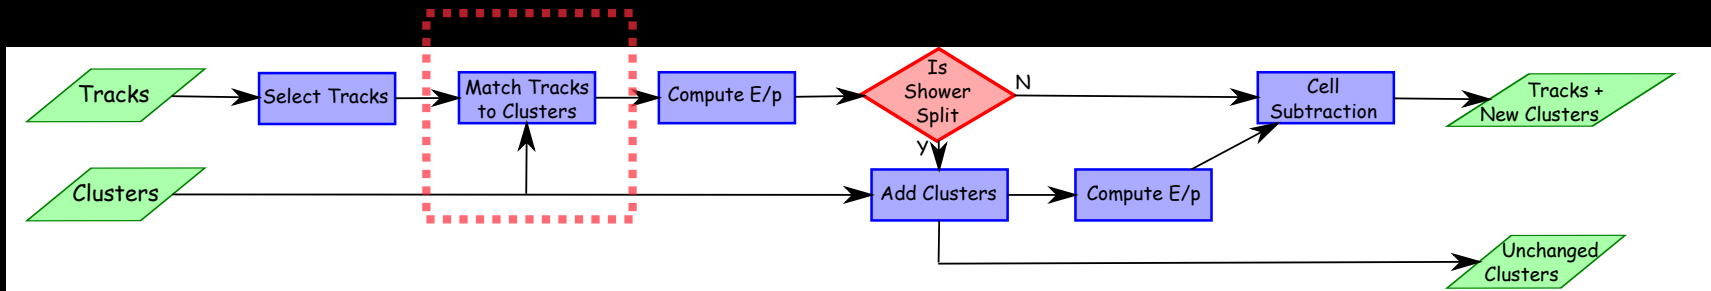 Tracks
Select Tracks
Match Tracks
to Clusters
Compute E/p
Is
Shower
Split
N
Y
Cell
Subtraction
Tracks +
New Clusters
Clusters
Add Clusters
Compute E/p
Unchanged
Clusters